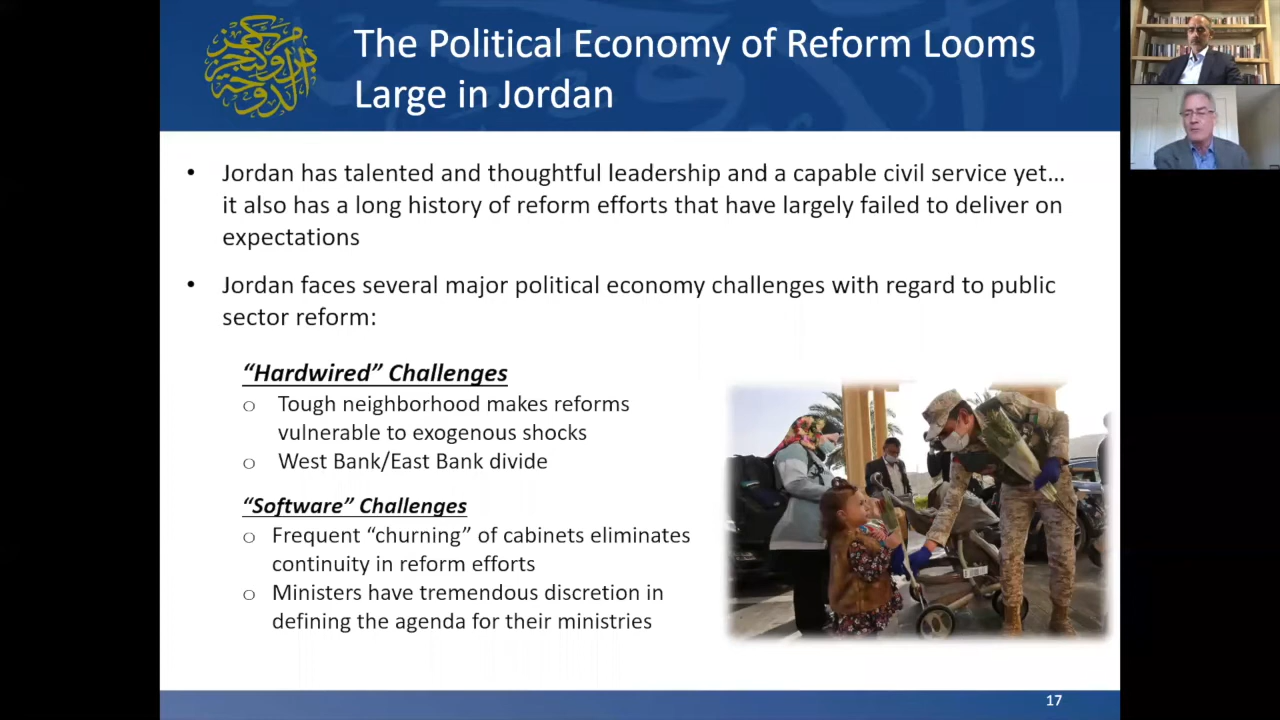 مركز بروكنجز الدوحة
The Political Economy of Reform Looms
Large in Jordan
• Jordan has talented and thoughtful leadership and a capable civil service yet…
it also has a long history of reform efforts that have largely failed to deliver on
expectations
• Jordan faces several major political economy challenges with regard to public
sector reform:
“Hardwired” Challenges
o Tough neighborhood makes reforms
vulnerable to exogenous shocks
o West Bank/East Bank divide
“Software” Challenges
o Frequent “churning” of cabinets eliminates
continuity in reform efforts
o Ministers have tremendous discretion in
defining the agenda for their ministries
17